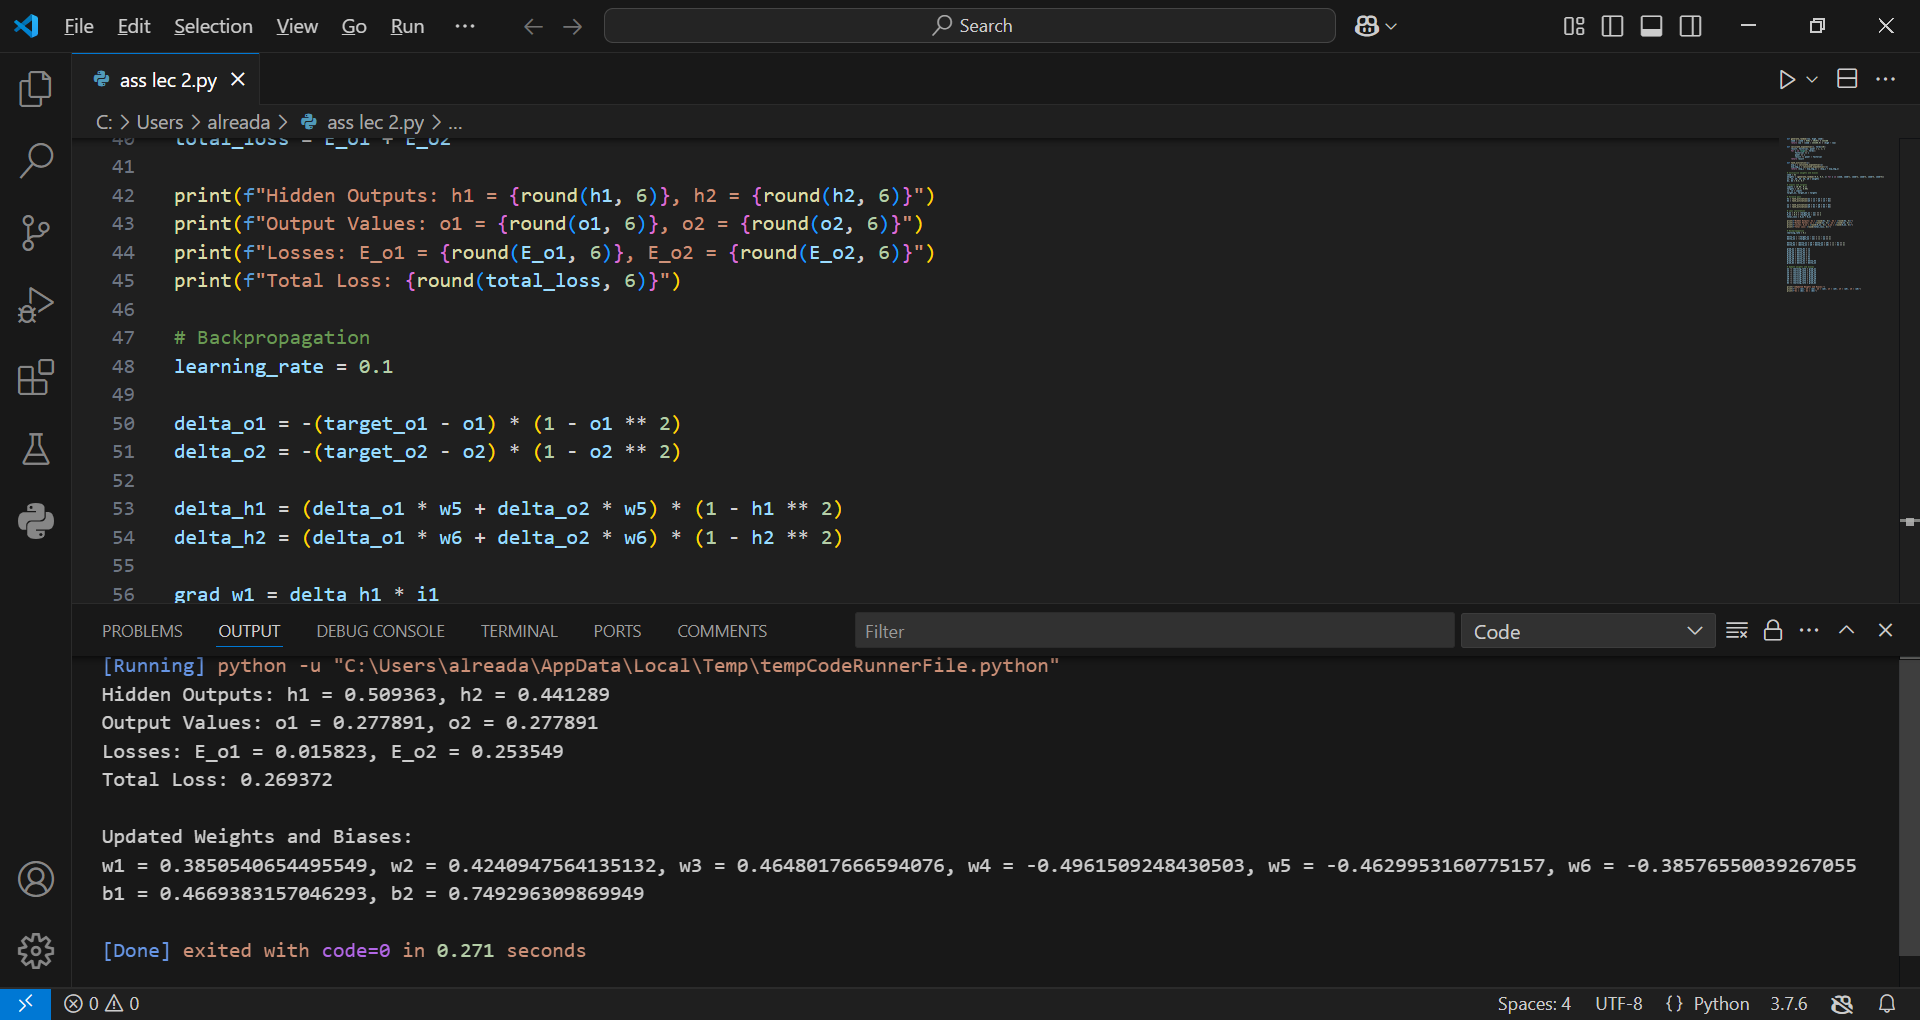 File Edit Selection View Go Run ··· Search
ass lec 2.py
C: > Users > alreada > ass lec 2.py > ...
40 total_loss = E_o1 + E_o2
41
42 print(f"Hidden Outputs: h1 = {round(h1, 6)}, h2 = {round(h2, 6)}")
43 print(f"Output Values: o1 = {round(o1, 6)}, o2 = {round(o2, 6)}")
44 print(f"Losses: E_o1 = {round(E_o1, 6)}, E_o2 = {round(E_o2, 6)}")
45 print(f"Total Loss: {round(total_loss, 6)}")
46
47 # Backpropagation
48 learning_rate = 0.1
49
50 delta_o1 = -(target_o1 - o1) * (1 - o1 ** 2)
51 delta_o2 = -(target_o2 - o2) * (1 - o2 ** 2)
52
53 delta_h1 = (delta_o1 * w5 + delta_o2 * w5) * (1 - h1 ** 2)
54 delta_h2 = (delta_o1 * w6 + delta_o2 * w6) * (1 - h2 ** 2)
55
56 grad_w1 = delta_h1 * i1
PROBLEMS OUTPUT DEBUG CONSOLE TERMINAL PORTS COMMENTS Filter Code
[Running] python -u "C:\Users\alreada\AppData\Local\Temp\tempCodeRunnerFile.python"
Hidden Outputs: h1 = 0.509363, h2 = 0.441289
Output Values: o1 = 0.277891, o2 = 0.277891
Losses: E_o1 = 0.015823, E_o2 = 0.253549
Total Loss: 0.269372
Updated Weights and Biases:
w1 = 0.3850540654495549, w2 = 0.4240947564135132, w3 = 0.4648017666594076, w4 = -0.4961509248430503, w5 = -0.4629953160775157, w6 = -0.38576550039267055
b1 = 0.4669383157046293, b2 = 0.749296309869949
[Done] exited with code=0 in 0.271 seconds
0 0 Spaces: 4 UTF-8 {} Python 3.7.6